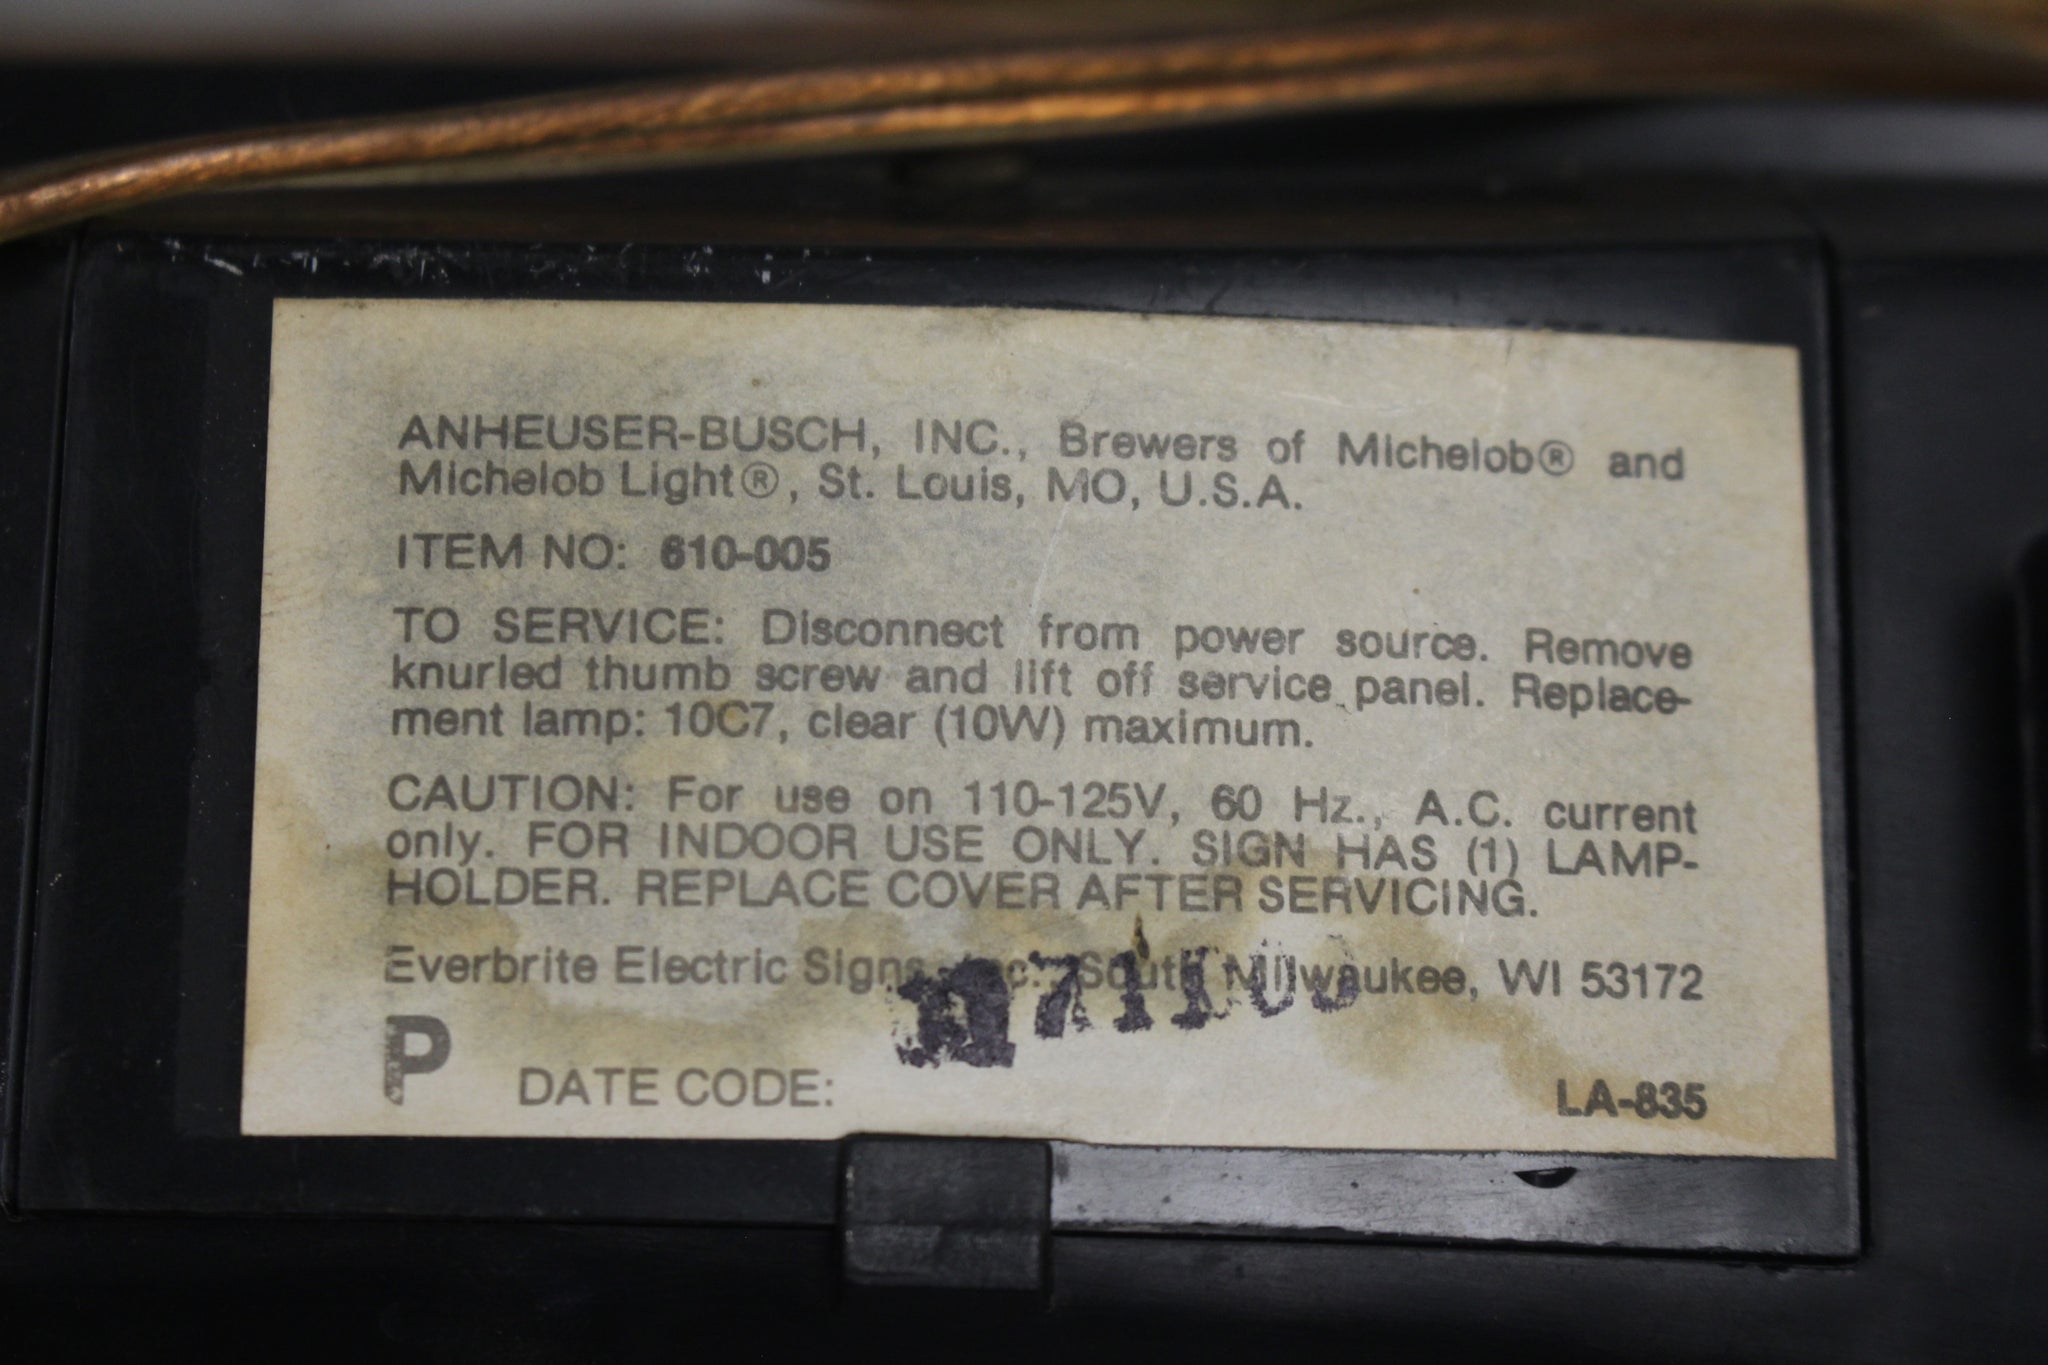 ANHEUSER-BUSCH, INC., Brewers of Michelob® and
Michelob Light®, St. Louis, MO, U.S.A.
ITEM NO: 610-005
TO SERVICE: Disconnect from power source. Remove
knurled thumb screw and lift off service panel. Replace-
ment lamp: 10C7, clear (10W) maximum.
CAUTION: For use on 110-125V, 60 Hz., A.C. current
only. FOR INDOOR USE ONLY. SIGN HAS (1) LAMP-
HOLDER. REPLACE COVER AFTER SERVICING.
Everbrite Electric Signs, Inc., South Milwaukee, WI 53172
P DATE CODE:
LA-835